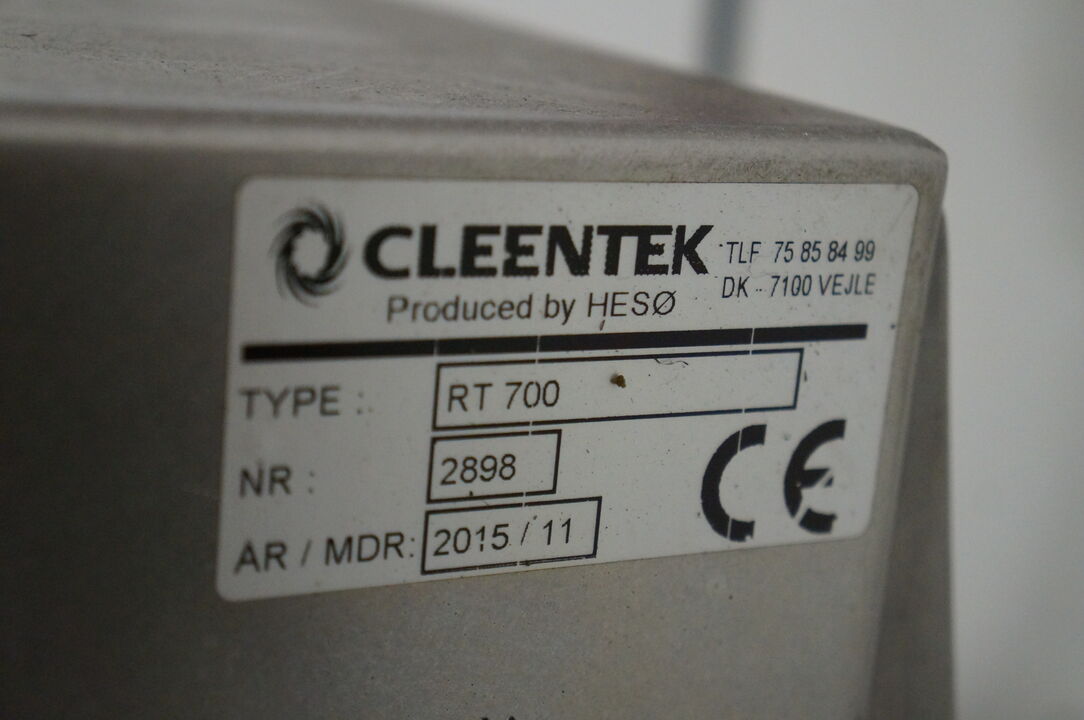 CLEENTEK
Produced by HESØ
TLF 75 85 84 99
DK - 7100 VEJLE
TYPE : RT 700
NR : 2898
AR / MDR: 2015 / 11
CE